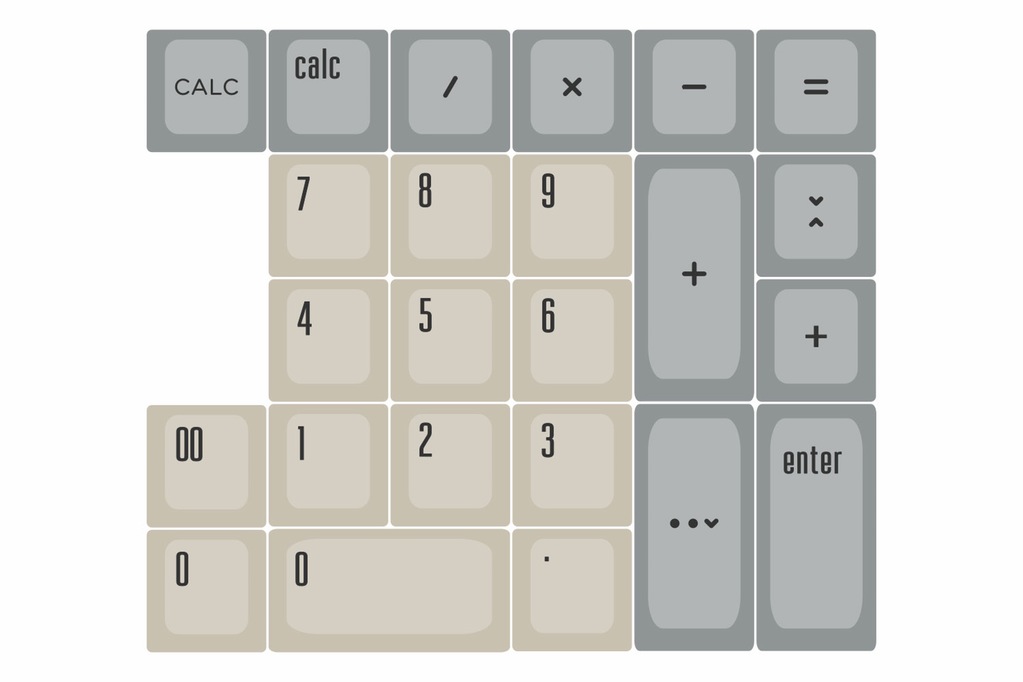 CALC calc / × − =
7 8 9 + ⌄
⌃
4 5 6 +
00 1 2 3 ••⌄ enter
0 0 .